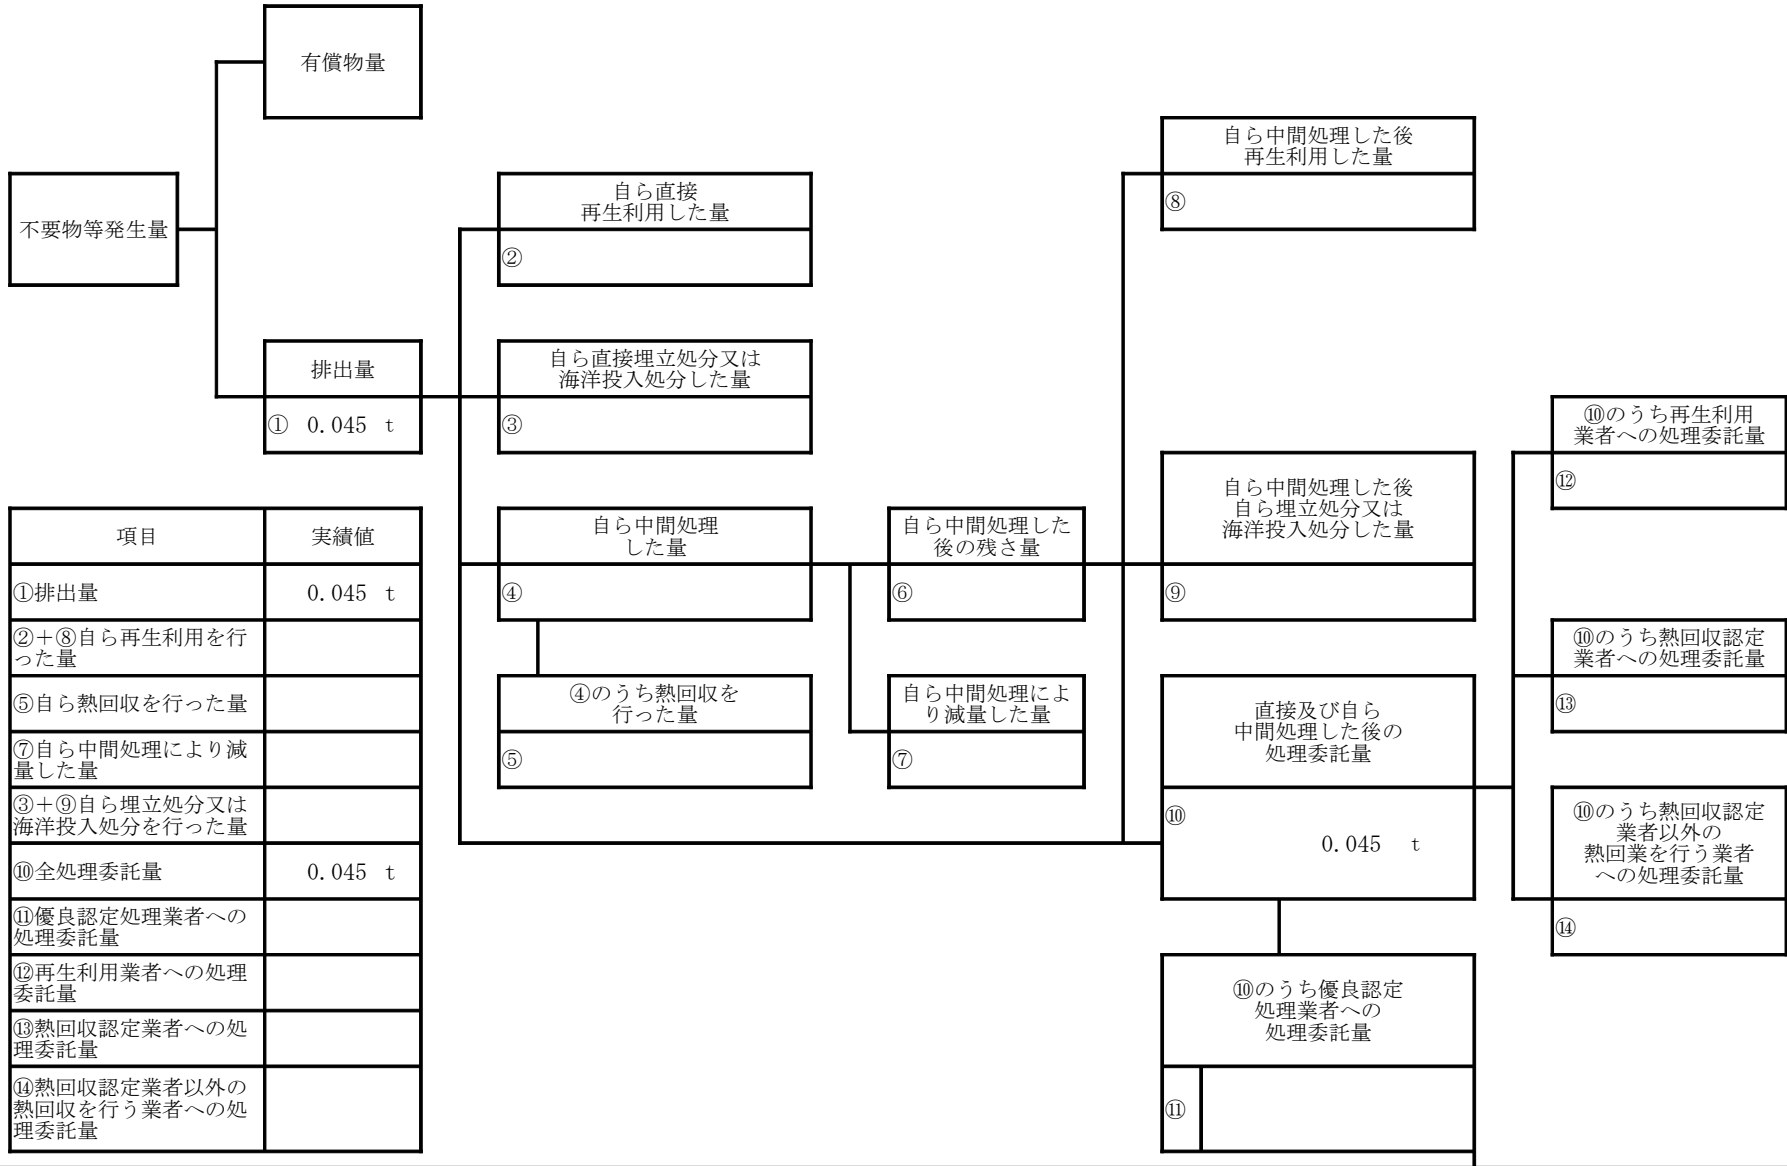 有償物量
不要物等発生量
排出量
① 0.045 t
自ら直接
再生利用した量
②
自ら直接埋立処分又は
海洋投入処分した量
③
自ら中間処理
した量
④
④のうち熱回収を
行った量
⑤
自ら中間処理した
後の残さ量
⑥
自ら中間処理によ
り減量した量
⑦
自ら中間処理した後
再生利用した量
⑧
自ら中間処理した後
自ら埋立処分又は
海洋投入処分した量
⑨
直接及び自ら
中間処理した後の
処理委託量
⑩
0.045 t
⑩のうち優良認定
処理業者への
処理委託量
⑪
⑩のうち再生利用
業者への処理委託量
⑫
⑩のうち熱回収認定
業者への処理委託量
⑬
⑩のうち熱回収認定
業者以外の
熱回業を行う業者
への処理委託量
⑭
項目 実績値
①排出量 0.045 t
②＋⑧自ら再生利用を行
った量
⑤自ら熱回収を行った量
⑦自ら中間処理により減
量した量
③＋⑨自ら埋立処分又は
海洋投入処分を行った量
⑩全処理委託量 0.045 t
⑪優良認定処理業者への
処理委託量
⑫再生利用業者への処理
委託量
⑬熱回収認定業者への処
理委託量
⑭熱回収認定業者以外の
熱回収を行う業者への処
理委託量